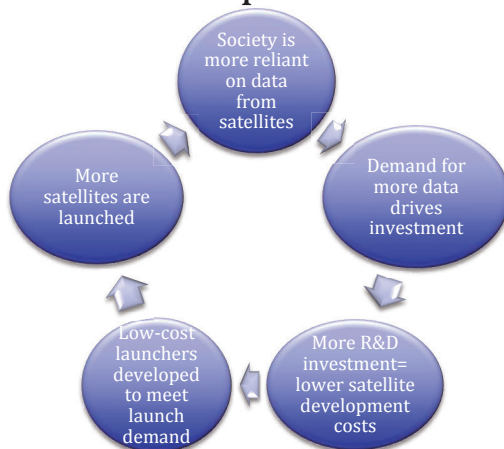 Society is
more reliant
on data
from
satellites
Demand for
more data
drives
investment
More R&D
investment=
lower satellite
development
costs
Low-cost
launchers
developed
to meet
launch
demand
More
satellites are
launched